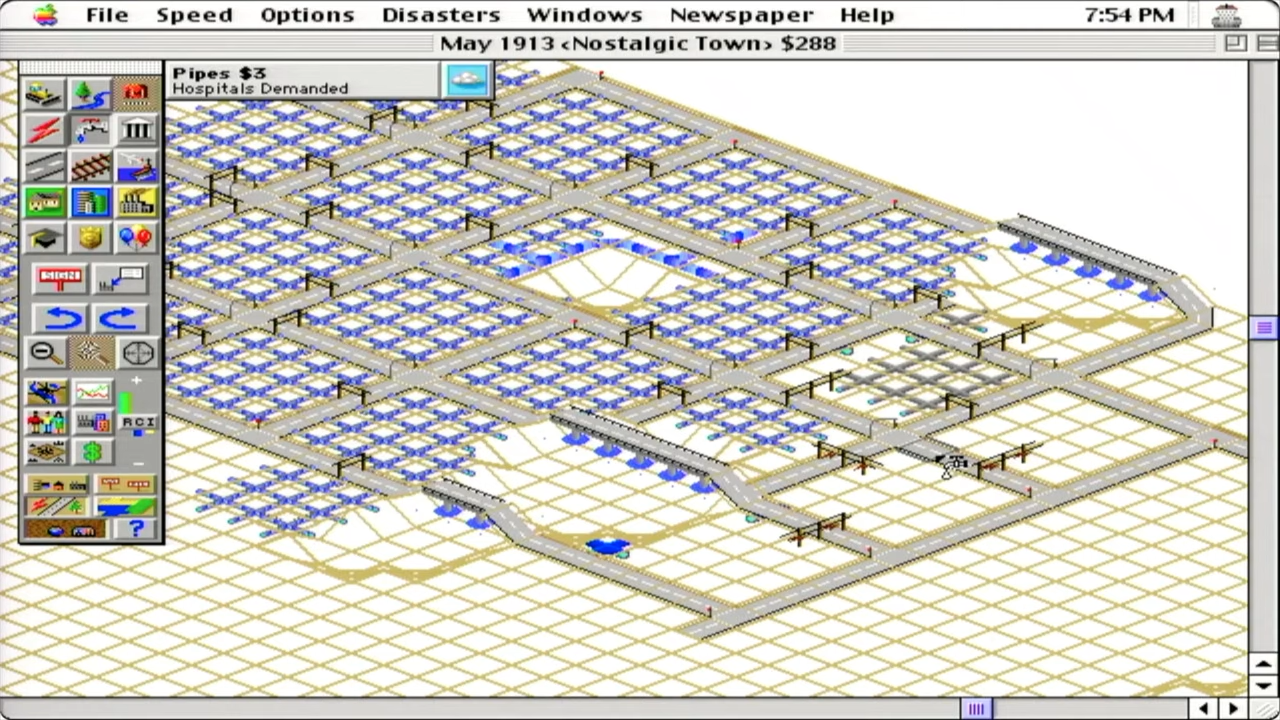 File Speed Options Disasters Windows Newspaper Help 7:54 PM
May 1913 <Nostalgic Town> $288
Pipes $3
Hospitals Demanded
SIGN
RCI
$
?